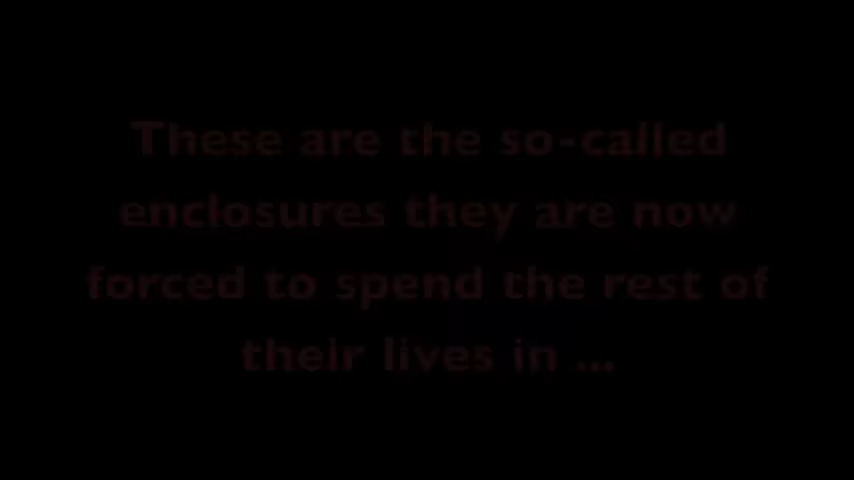 These are the so-called
enclosures they are now
forced to spend the rest of
their lives in ...